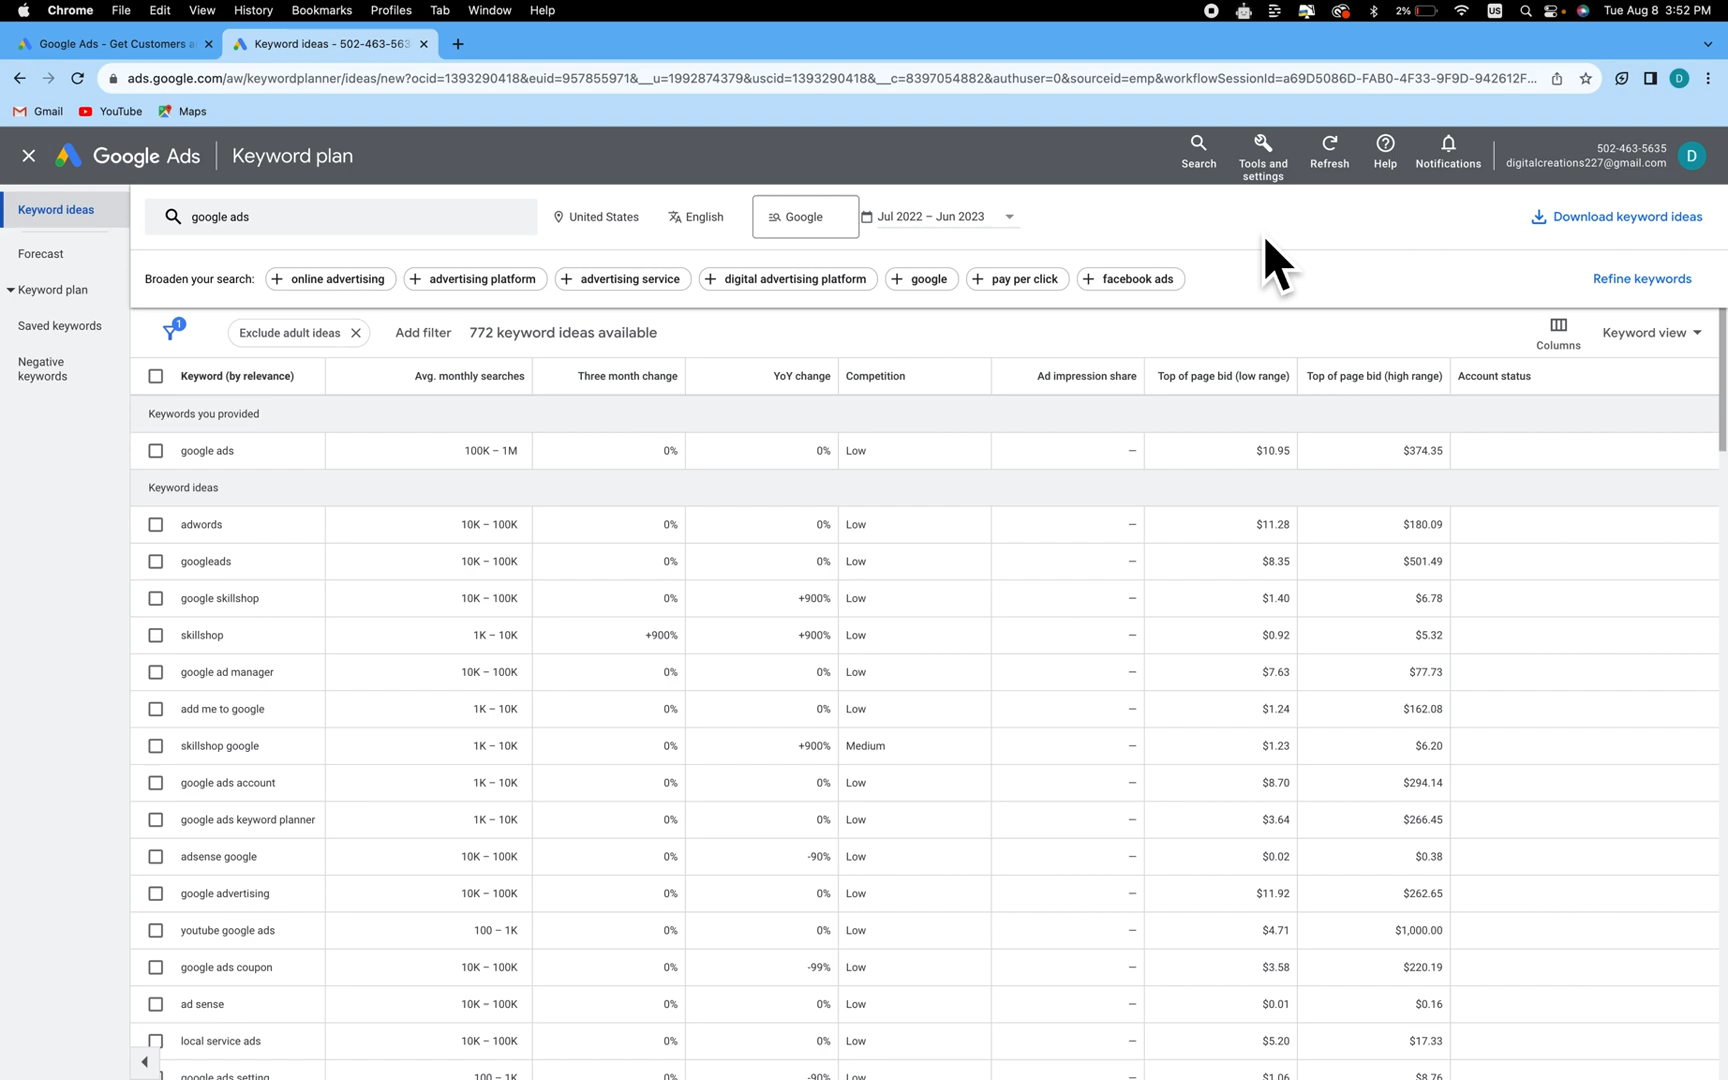 Chrome File Edit View History Bookmarks Profiles Tab Window Help 2% US Tue Aug 8 3:52 PM
Google Ads - Get Customers a Keyword ideas - 502-463-563
ads.google.com/aw/keywordplanner/ideas/new?ocid=1393290418&euid=957855971&__u=1992874379&uscid=1393290418&__c=8397054882&authuser=0&sourceid=emp&workflowSessionId=a69D5086D-FAB0-4F33-9F9D-942612F... D
Gmail YouTube Maps
Google Ads Keyword plan Search Tools and settings Refresh Help Notifications 502-463-5635 digitalcreations227@gmail.com D
Keyword ideas
Forecast
Keyword plan
Saved keywords
Negative
keywords
google ads United States English Google Jul 2022 – Jun 2023 Download keyword ideas
Broaden your search: online advertising advertising platform advertising service digital advertising platform google pay per click facebook ads Refine keywords
1 Exclude adult ideas Add filter 772 keyword ideas available Columns Keyword view
Keyword (by relevance) Avg. monthly searches Three month change YoY change Competition Ad impression share Top of page bid (low range) Top of page bid (high range) Account status
Keywords you provided
google ads 100K – 1M 0% 0% Low – $10.95 $374.35
Keyword ideas
adwords 10K – 100K 0% 0% Low – $11.28 $180.09
googleads 10K – 100K 0% 0% Low – $8.35 $501.49
google skillshop 10K – 100K 0% +900% Low – $1.40 $6.78
skillshop 1K – 10K +900% +900% Low – $0.92 $5.32
google ad manager 10K – 100K 0% 0% Low – $7.63 $77.73
add me to google 1K – 10K 0% 0% Low – $1.24 $162.08
skillshop google 1K – 10K 0% +900% Medium – $1.23 $6.20
google ads account 1K – 10K 0% 0% Low – $8.70 $294.14
google ads keyword planner 1K – 10K 0% 0% Low – $3.64 $266.45
adsense google 10K – 100K 0% -90% Low – $0.02 $0.38
google advertising 10K – 100K 0% 0% Low – $11.92 $262.65
youtube google ads 100 – 1K 0% 0% Low – $4.71 $1,000.00
google ads coupon 10K – 100K 0% -99% Low – $3.58 $220.19
ad sense 10K – 100K 0% 0% Low – $0.01 $0.16
local service ads 10K – 100K 0% 0% Low – $5.20 $17.33
google ads setting 100 – 1K 0% -90% Low – $1.06 $8.76